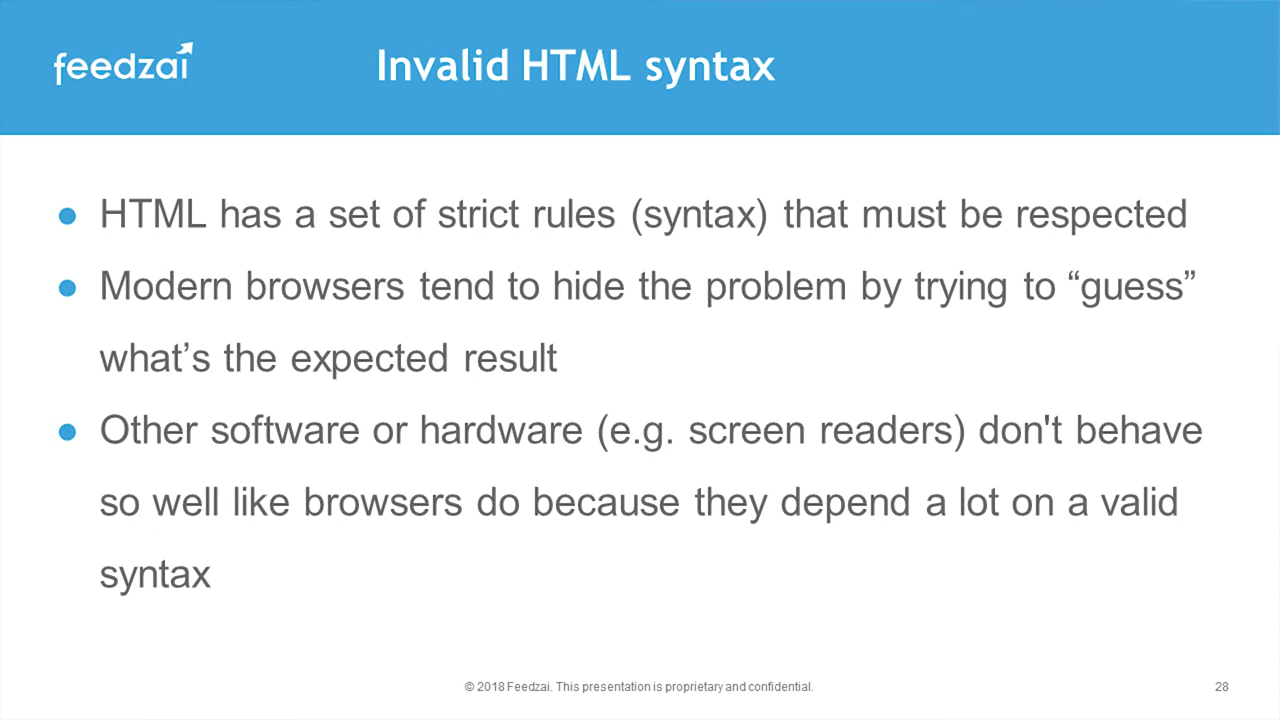 feedzai
Invalid HTML syntax
● HTML has a set of strict rules (syntax) that must be respected
● Modern browsers tend to hide the problem by trying to “guess”
what’s the expected result
● Other software or hardware (e.g. screen readers) don't behave
so well like browsers do because they depend a lot on a valid
syntax
© 2018 Feedzai. This presentation is proprietary and confidential.
28